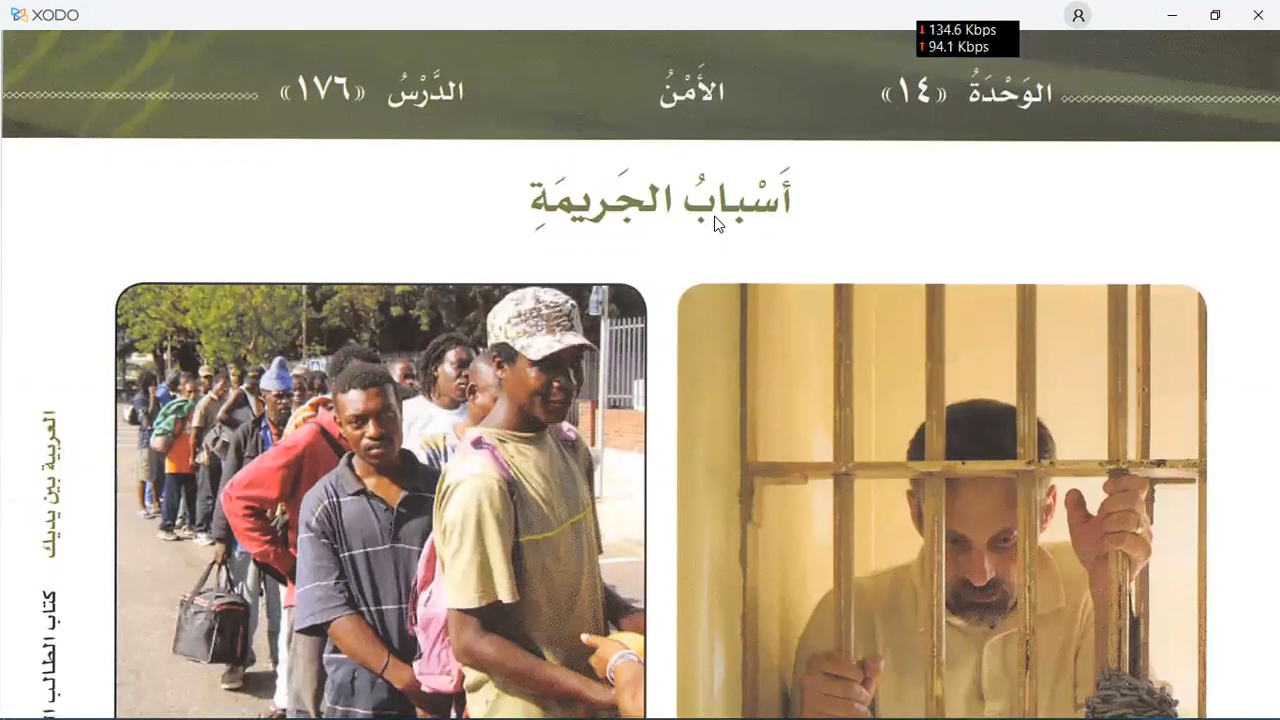 XODO
134.6 Kbps
94.1 Kbps
الوَحْدَةُ «١٤»
الأَمْنُ
الدَّرْسُ «١٧٦»
أَسْبابُ الجَريمَةِ
العربية بين يديك
كتاب الطالب